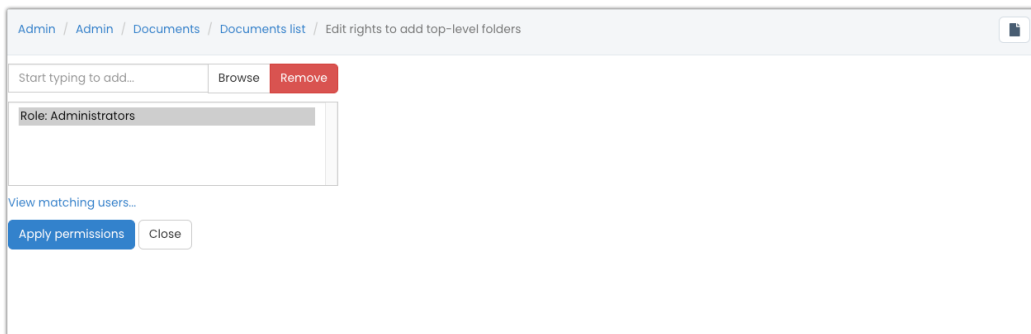 Admin / Admin / Documents / Documents list / Edit rights to add top-level folders
Start typing to add... Browse Remove
Role: Administrators
View matching users...
Apply permissions Close